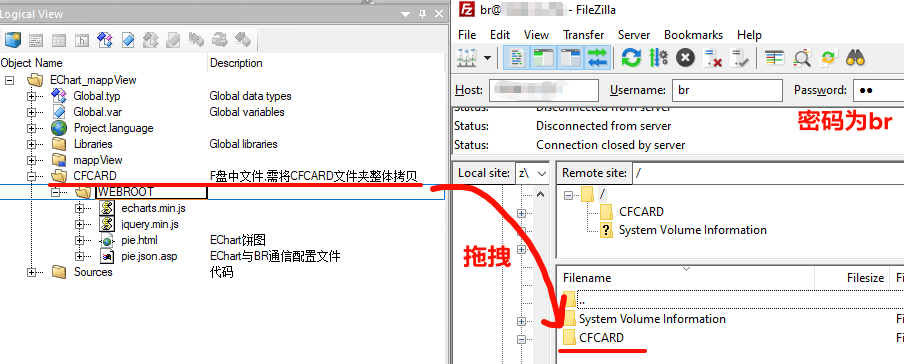 Logical View
Object Name Description
EChart_mappView
Global.typ Global data types
Global.var Global variables
Project.language
Libraries Global libraries
mappView
CFCARD F盘中文件,需将CFCARD文件夹整体拷贝
WEBROOT
echarts.min.js
jquery.min.js
pie.html EChart饼图
pie.json.asp EChart与BR通信配置文件
Sources 代码
拖拽
br@ - FileZilla
File Edit View Transfer Server Bookmarks Help
Host: Username: br Password: ●●
密码为br
Status: Disconnected from server
Status: Disconnected from server
Status: Connection closed by server
Local site: z\ Remote site: /
/
CFCARD
? System Volume Information
Filename Filesize Fi
..
System Volume Information Fi
CFCARD Fi